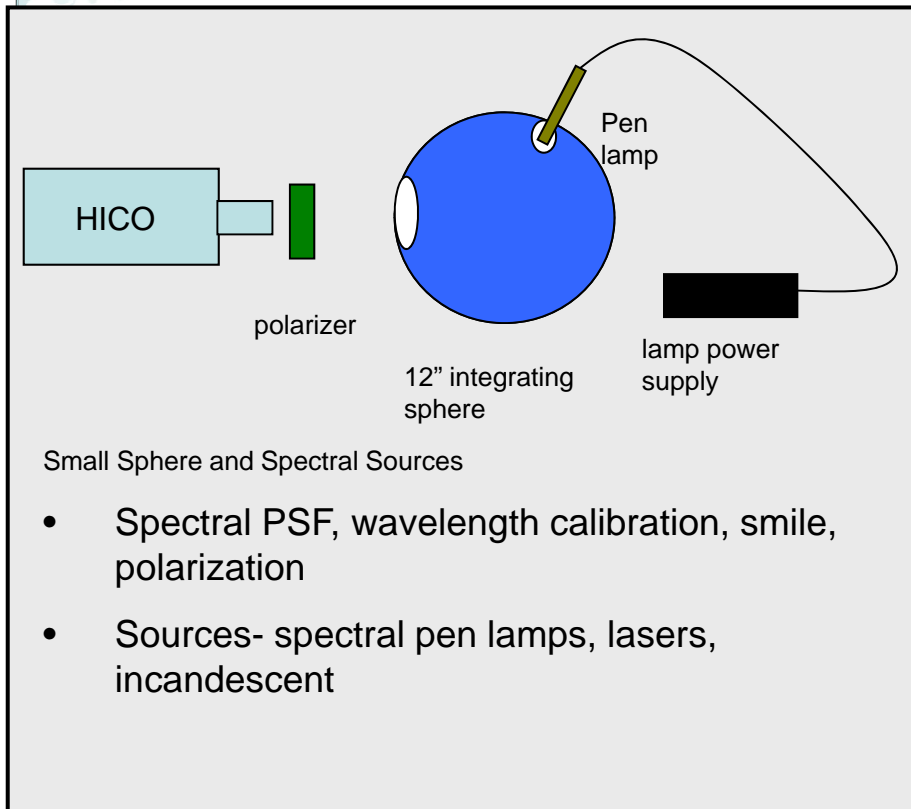 Pen
lamp
HICO
polarizer
lamp power
supply
12” integrating
sphere
Small Sphere and Spectral Sources
• Spectral PSF, wavelength calibration, smile,
polarization
• Sources- spectral pen lamps, lasers,
incandescent